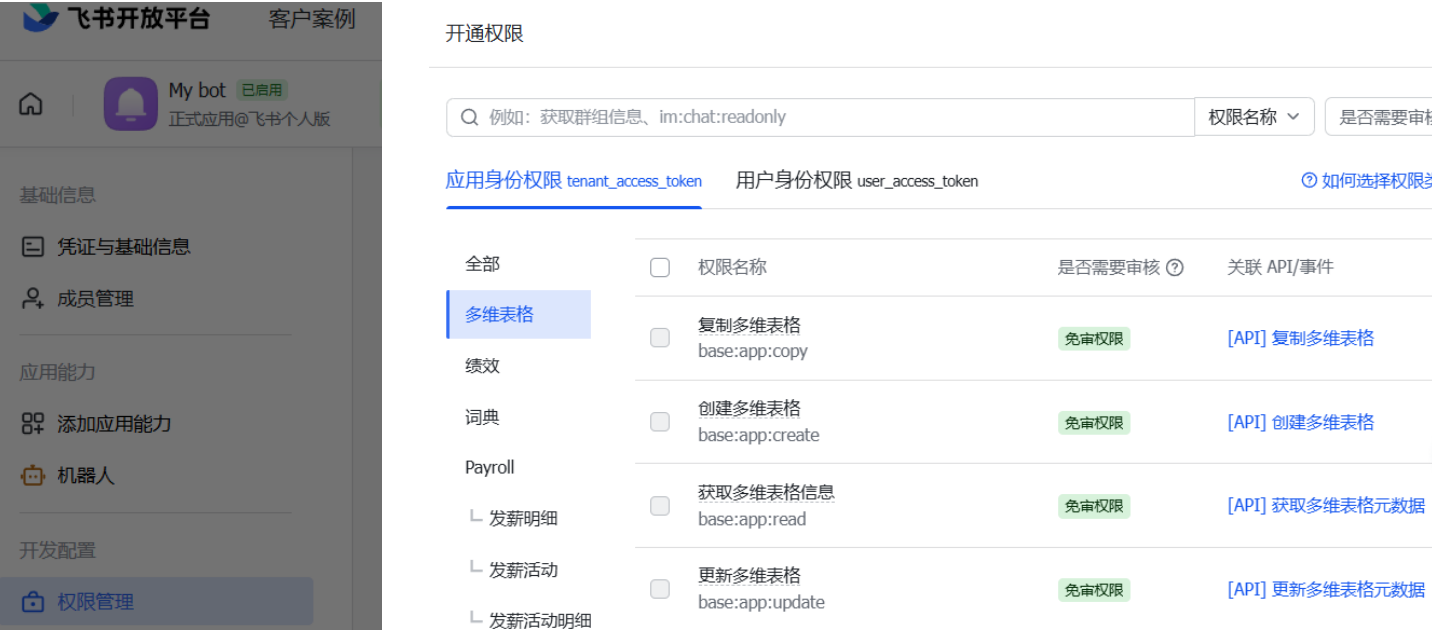 飞书开放平台 客户案例
My bot 已启用
正式应用@飞书个人版
基础信息
凭证与基础信息
成员管理
应用能力
添加应用能力
机器人
开发配置
权限管理
开通权限
例如：获取群组信息、im:chat:readonly 权限名称 是否需要审核
应用身份权限 tenant_access_token 用户身份权限 user_access_token 如何选择权限类
全部
多维表格
绩效
词典
Payroll
发薪明细
发薪活动
发薪活动明细
权限名称 是否需要审核 关联 API/事件
复制多维表格 免审权限 [API] 复制多维表格
base:app:copy
创建多维表格 免审权限 [API] 创建多维表格
base:app:create
获取多维表格信息 免审权限 [API] 获取多维表格元数据
base:app:read
更新多维表格 免审权限 [API] 更新多维表格元数据
base:app:update